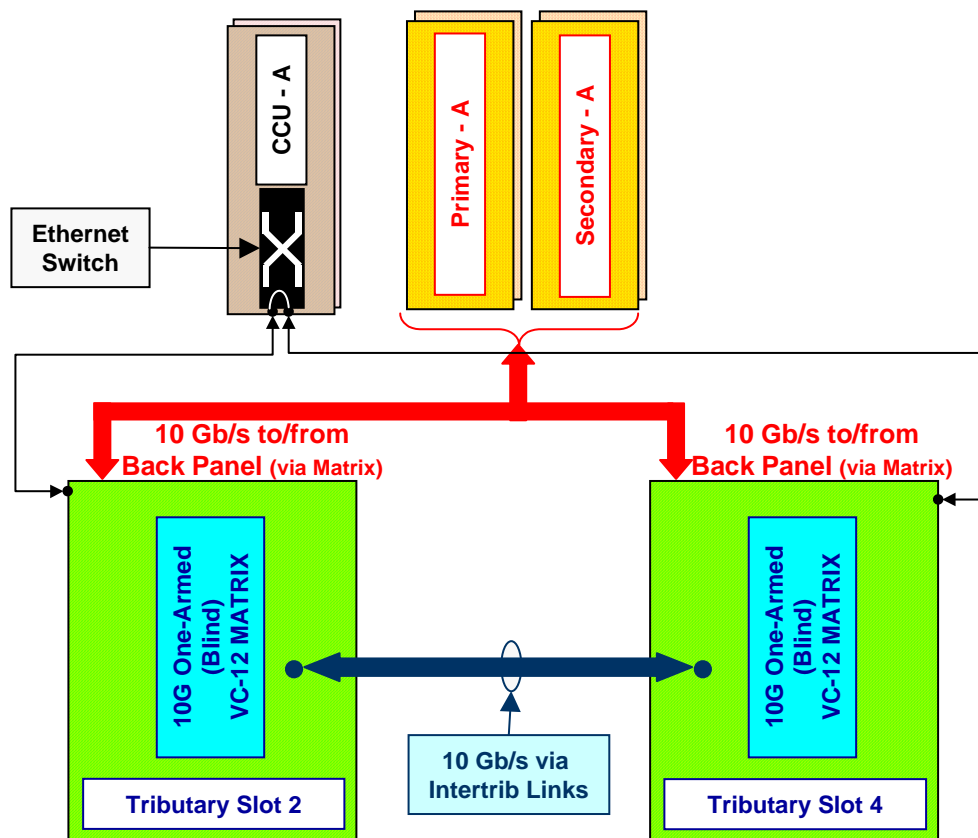 CCU - A
Primary - A
Secondary - A
Ethernet
Switch
10 Gb/s to/from
Back Panel (via Matrix)
10 Gb/s to/from
Back Panel (via Matrix)
10G One-Armed
(Blind)
VC-12 MATRIX
10G One-Armed
(Blind)
VC-12 MATRIX
10 Gb/s via
Intertrib Links
Tributary Slot 2
Tributary Slot 4